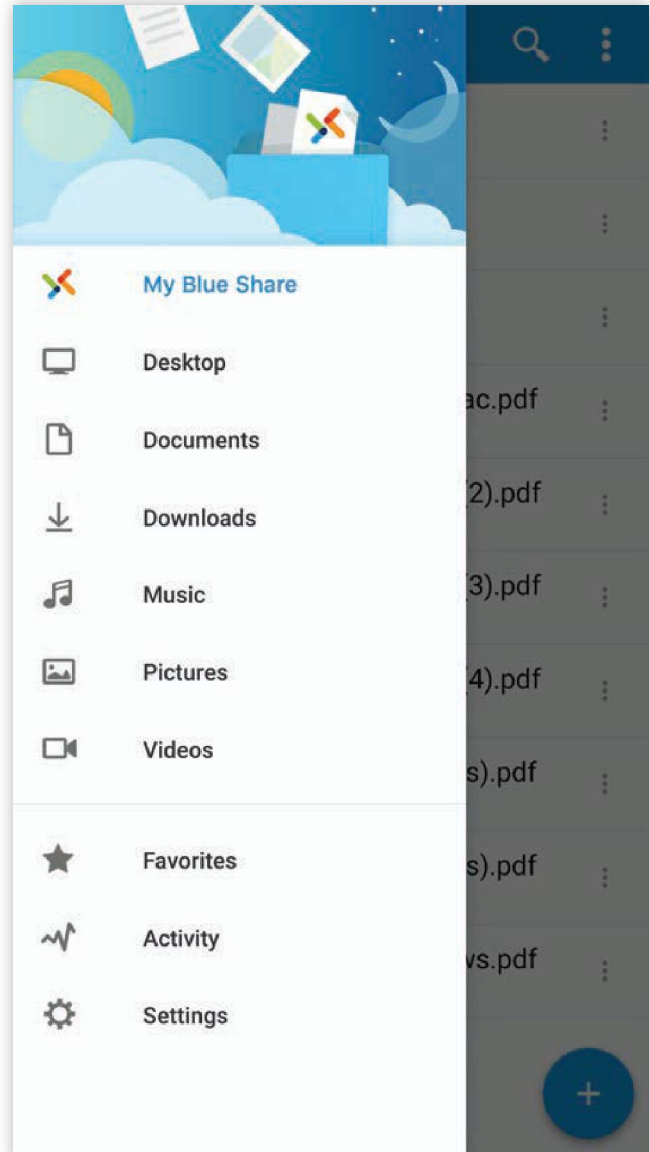 My Blue Share
Desktop
Documents
ac.pdf
(2).pdf
Downloads
(3).pdf
Music
4).pdf
Pictures
Videos
s).pdf
Favorites
s).pdf
Activity
ws.pdf
Settings